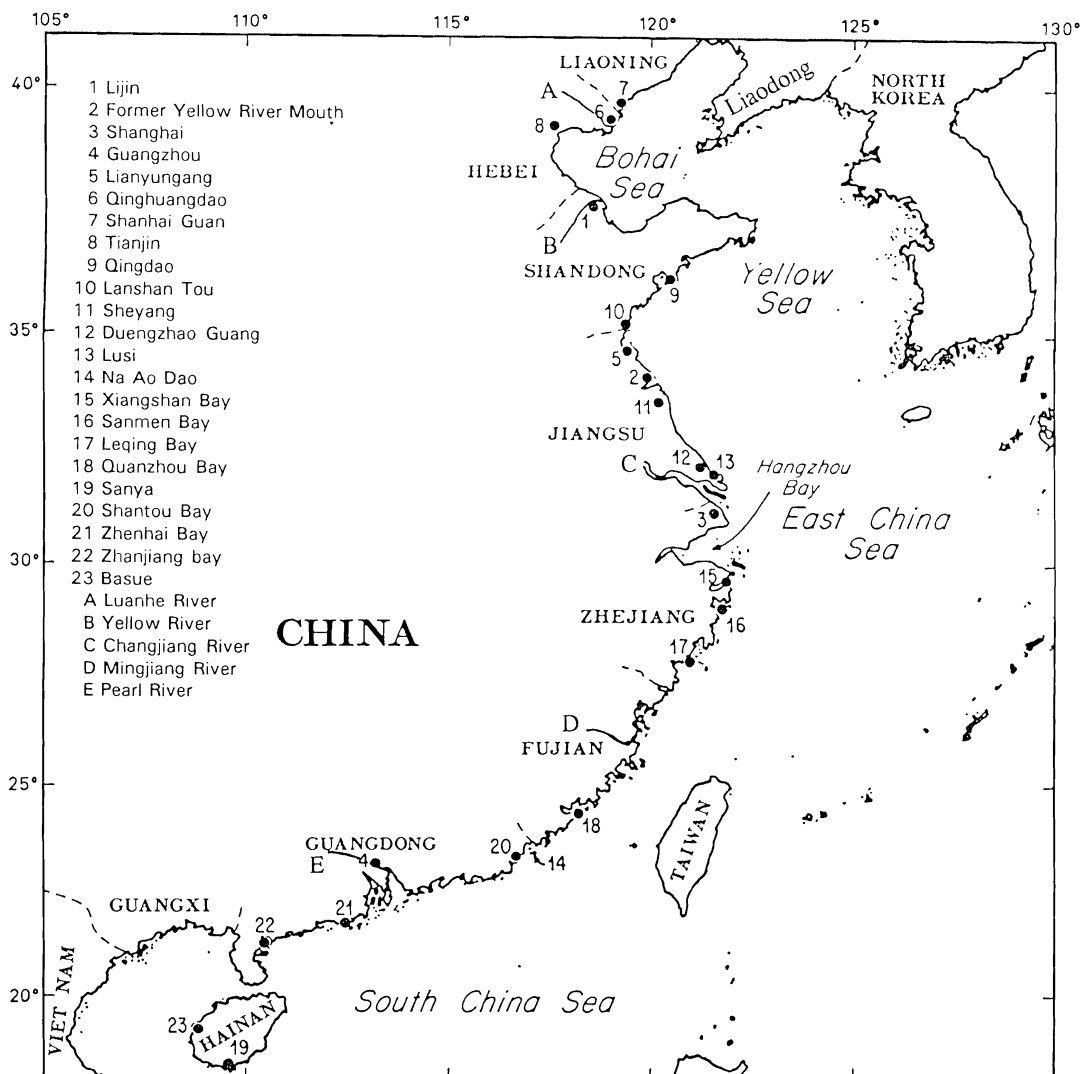 105°
110°
115°
120°
125°
130°
40°
35°
30°
25°
20°
1 Lijin
2 Former Yellow River Mouth
3 Shanghai
4 Guangzhou
5 Lianyungang
6 Qinghuangdao
7 Shanhai Guan
8 Tianjin
9 Qingdao
10 Lanshan Tou
11 Sheyang
12 Duengzhao Guang
13 Lusi
14 Na Ao Dao
15 Xiangshan Bay
16 Sanmen Bay
17 Leqing Bay
18 Quanzhou Bay
19 Sanya
20 Shantou Bay
21 Zhenhai Bay
22 Zhanjiang bay
23 Basue
A Luanhe River
B Yellow River
C Changjiang River
D Mingjiang River
E Pearl River
CHINA
LIAONING
A
7
6
8
Liaodong
NORTH
KOREA
HEBEI
Bohai
Sea
1
B
SHANDONG
9
Yellow
Sea
10
5
2
11
JIANGSU
C
12
13
Hangzhou
Bay
3
East China
Sea
15
ZHEJIANG
16
17
D
FUJIAN
18
TAIWAN
GUANGDONG
E
4
20
14
GUANGXI
21
22
VIET NAM
South China Sea
23
HAINAN
19